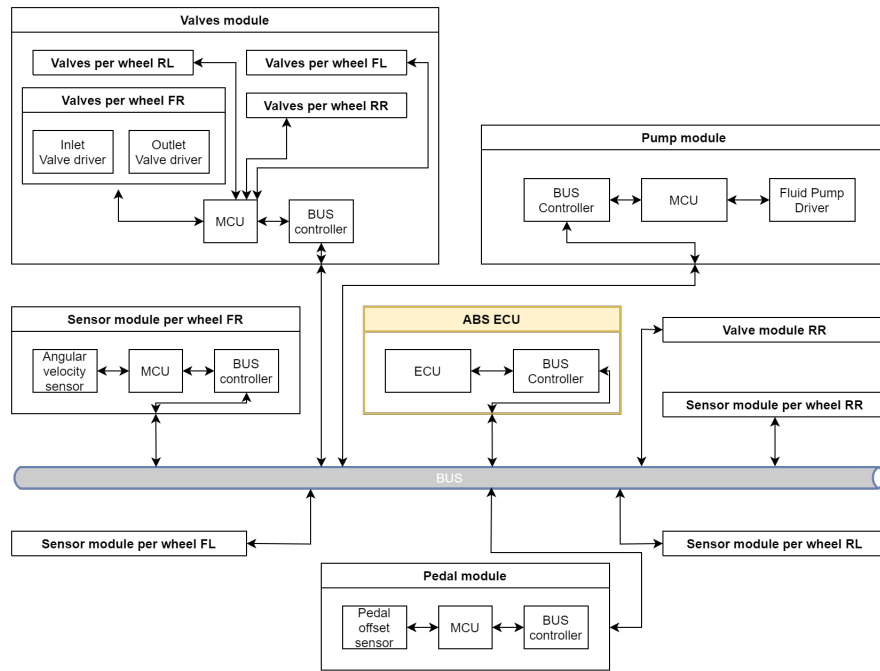 Valves module
Valves per wheel RL
Valves per wheel FL
Valves per wheel FR
Valves per wheel RR
Inlet
Valve driver
Outlet
Valve driver
MCU
BUS
controller
Pump module
BUS
Controller
MCU
Fluid Pump
Driver
Sensor module per wheel FR
Angular
velocity
sensor
MCU
BUS
controller
ABS ECU
ECU
BUS
Controller
Valve module RR
Sensor module per wheel RR
BUS
Sensor module per wheel FL
Sensor module per wheel RL
Pedal module
Pedal
offset
sensor
MCU
BUS
controller